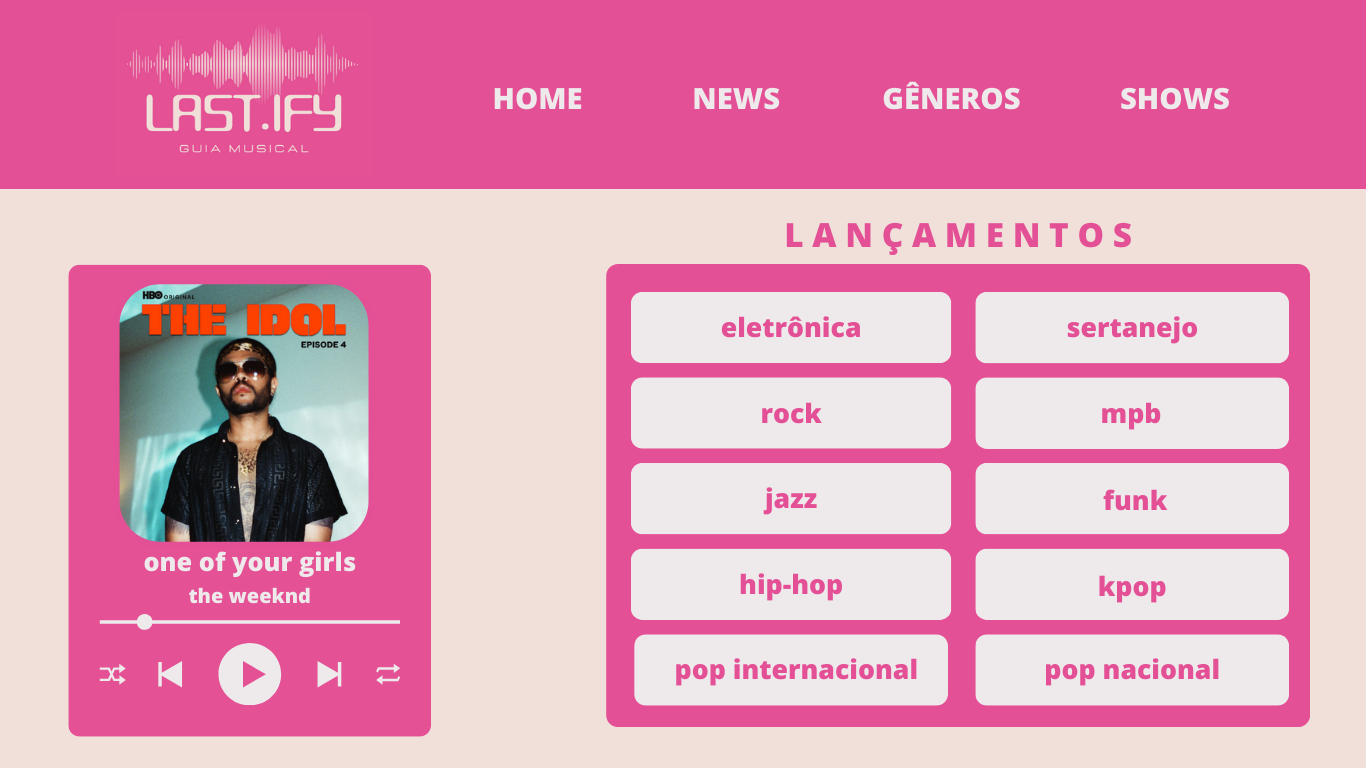 LAST.IFY
GUIA MUSICAL
HOME NEWS GÊNEROS SHOWS
HBO ORIGINAL
THE IDOL
EPISODE 4
one of your girls
the weeknd
LANÇAMENTOS
eletrônica sertanejo
rock mpb
jazz funk
hip-hop kpop
pop internacional pop nacional